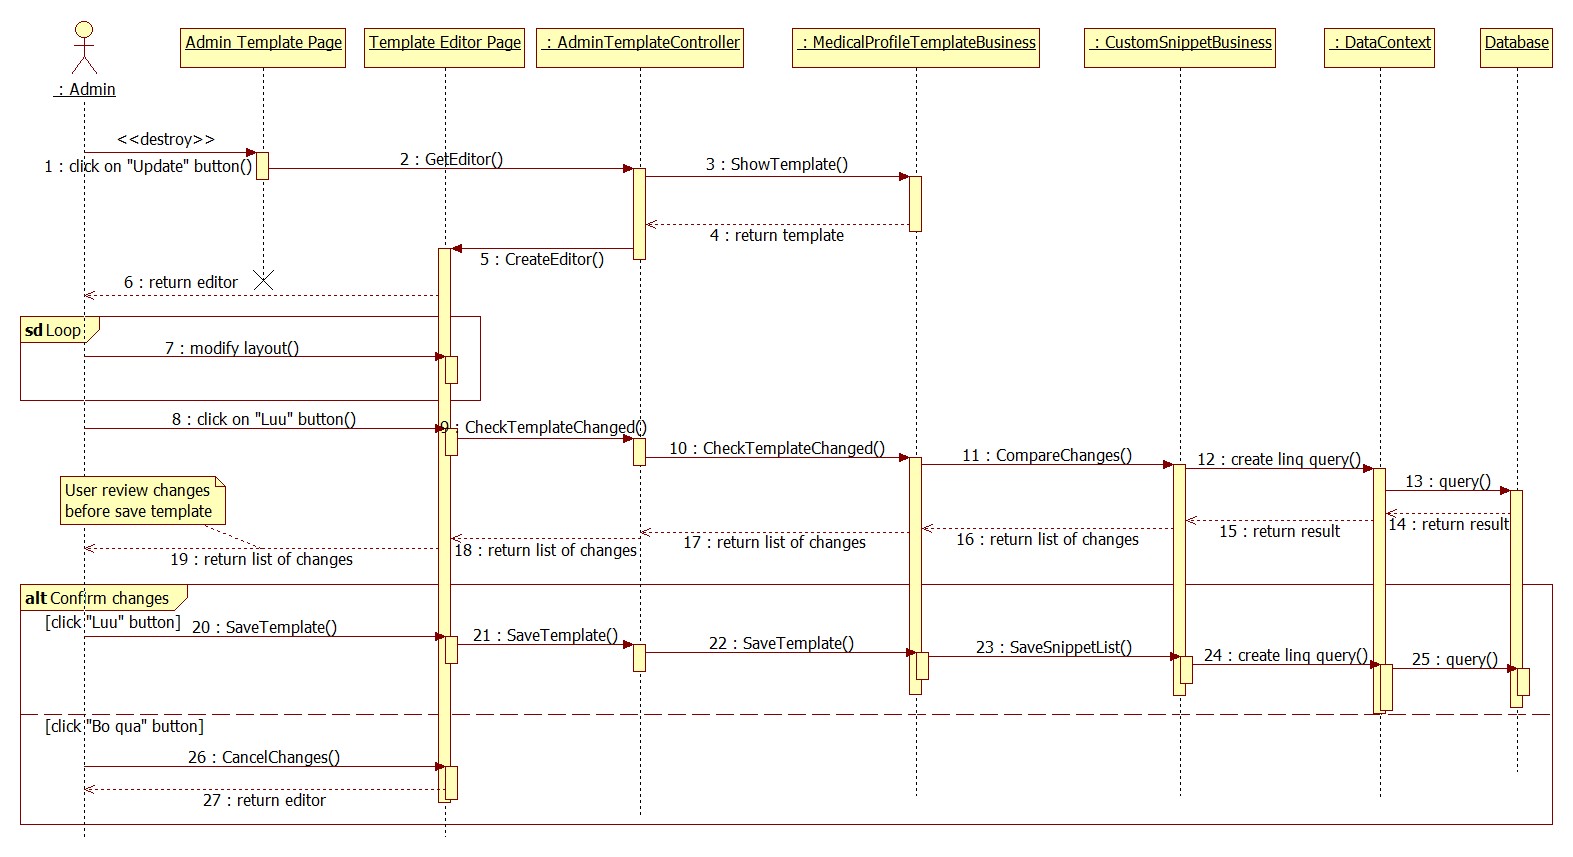 : Admin
Admin Template Page
Template Editor Page
: AdminTemplateController
: MedicalProfileTemplateBusiness
: CustomSnippetBusiness
: DataContext
Database
<<destroy>>
1 : click on "Update" button()
2 : GetEditor()
3 : ShowTemplate()
4 : return template
5 : CreateEditor()
6 : return editor
sd Loop
7 : modify layout()
8 : click on "Luu" button()
9 : CheckTemplateChanged()
10 : CheckTemplateChanged()
11 : CompareChanges()
12 : create linq query()
13 : query()
14 : return result
15 : return result
16 : return list of changes
17 : return list of changes
18 : return list of changes
19 : return list of changes
User review changes
before save template
alt Confirm changes
[click "Luu" button]
20 : SaveTemplate()
21 : SaveTemplate()
22 : SaveTemplate()
23 : SaveSnippetList()
24 : create linq query()
25 : query()
[click "Bo qua" button]
26 : CancelChanges()
27 : return editor